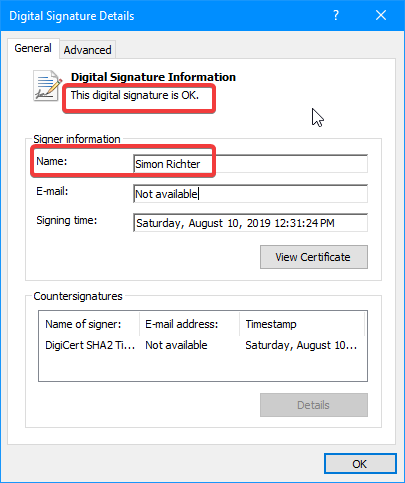 Digital Signature Details
General Advanced
Digital Signature Information
This digital signature is OK.
Signer information
Name: Simon Richter
E-mail: Not available
Signing time: Saturday, August 10, 2019 12:31:24 PM
View Certificate
Countersignatures
Name of signer: E-mail address: Timestamp
DigiCert SHA2 Ti... Not available Saturday, August 10...
Details
OK